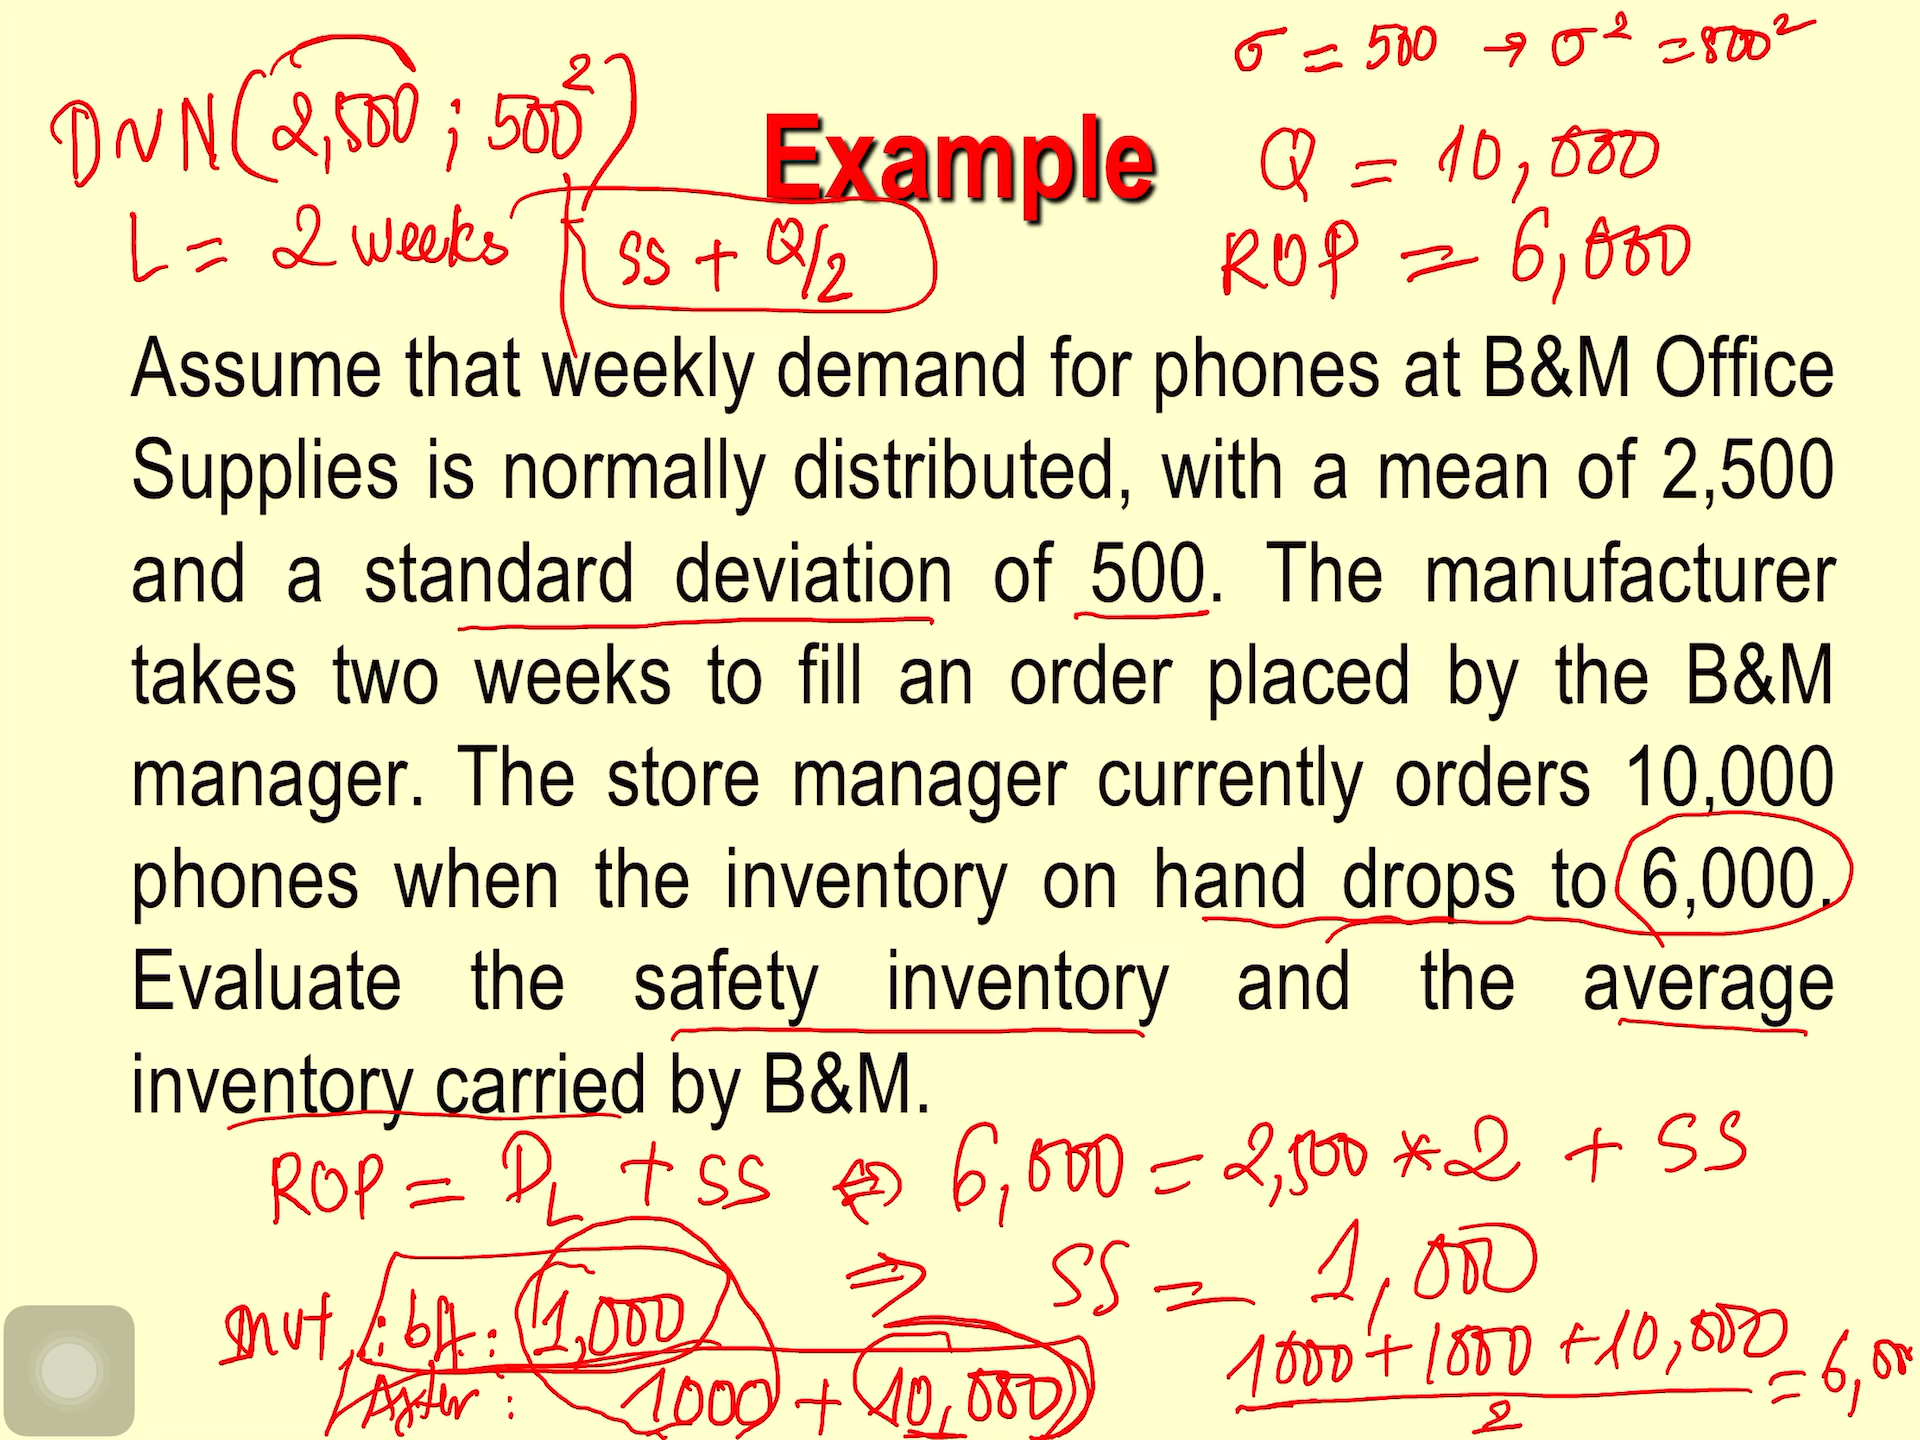 σ = 500 → σ² = 500²
D ~ N(2,500 ; 500²)
Example
Q = 10,000
L = 2 weeks
SS + Q/2
ROP = 6,000
Assume that weekly demand for phones at B&M Office
Supplies is normally distributed, with a mean of 2,500
and a standard deviation of 500. The manufacturer
takes two weeks to fill an order placed by the B&M
manager. The store manager currently orders 10,000
phones when the inventory on hand drops to 6,000.
Evaluate the safety inventory and the average
inventory carried by B&M.
ROP = D_L + SS ⇔ 6,000 = 2,500 * 2 + SS
⇒ SS = 1,000
Invt : bf : 1,000
After : 1000 + 10,000
1000 + 1000 + 10,000
= 6,000
2